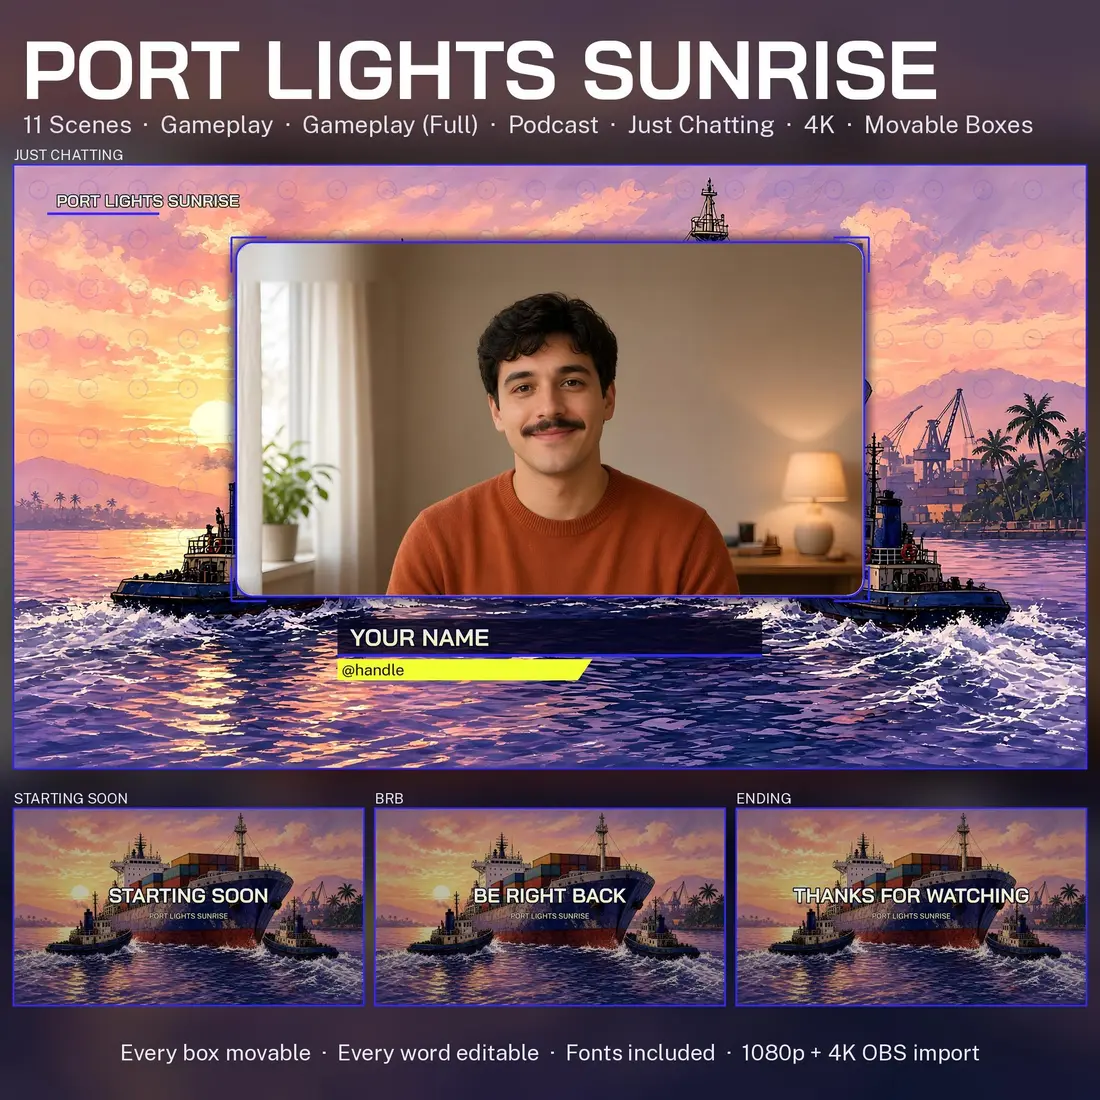 PORT LIGHTS SUNRISE
11 Scenes · Gameplay · Gameplay (Full) · Podcast · Just Chatting · 4K · Movable Boxes
JUST CHATTING
PORT LIGHTS SUNRISE
YOUR NAME
@handle
STARTING SOON
STARTING SOON
PORT LIGHTS SUNRISE
BRB
BE RIGHT BACK
PORT LIGHTS SUNRISE
ENDING
THANKS FOR WATCHING
PORT LIGHTS SUNRISE
Every box movable · Every word editable · Fonts included · 1080p + 4K OBS import